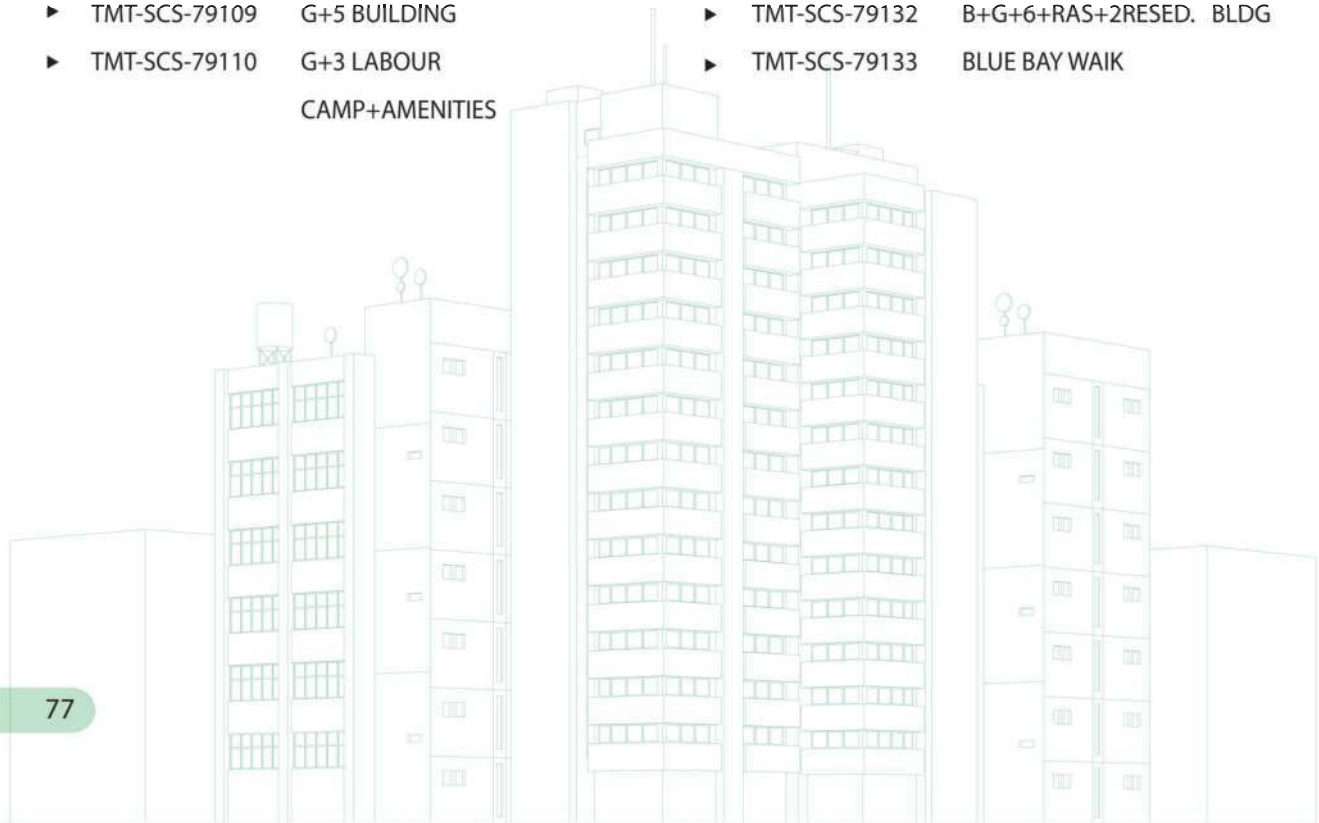 ▶ TMT-SCS-79109 G+5 BUILDING
▶ TMT-SCS-79110 G+3 LABOUR
CAMP+AMENITIES
▶ TMT-SCS-79132 B+G+6+RAS+2RESED. BLDG
▶ TMT-SCS-79133 BLUE BAY WAIK
77